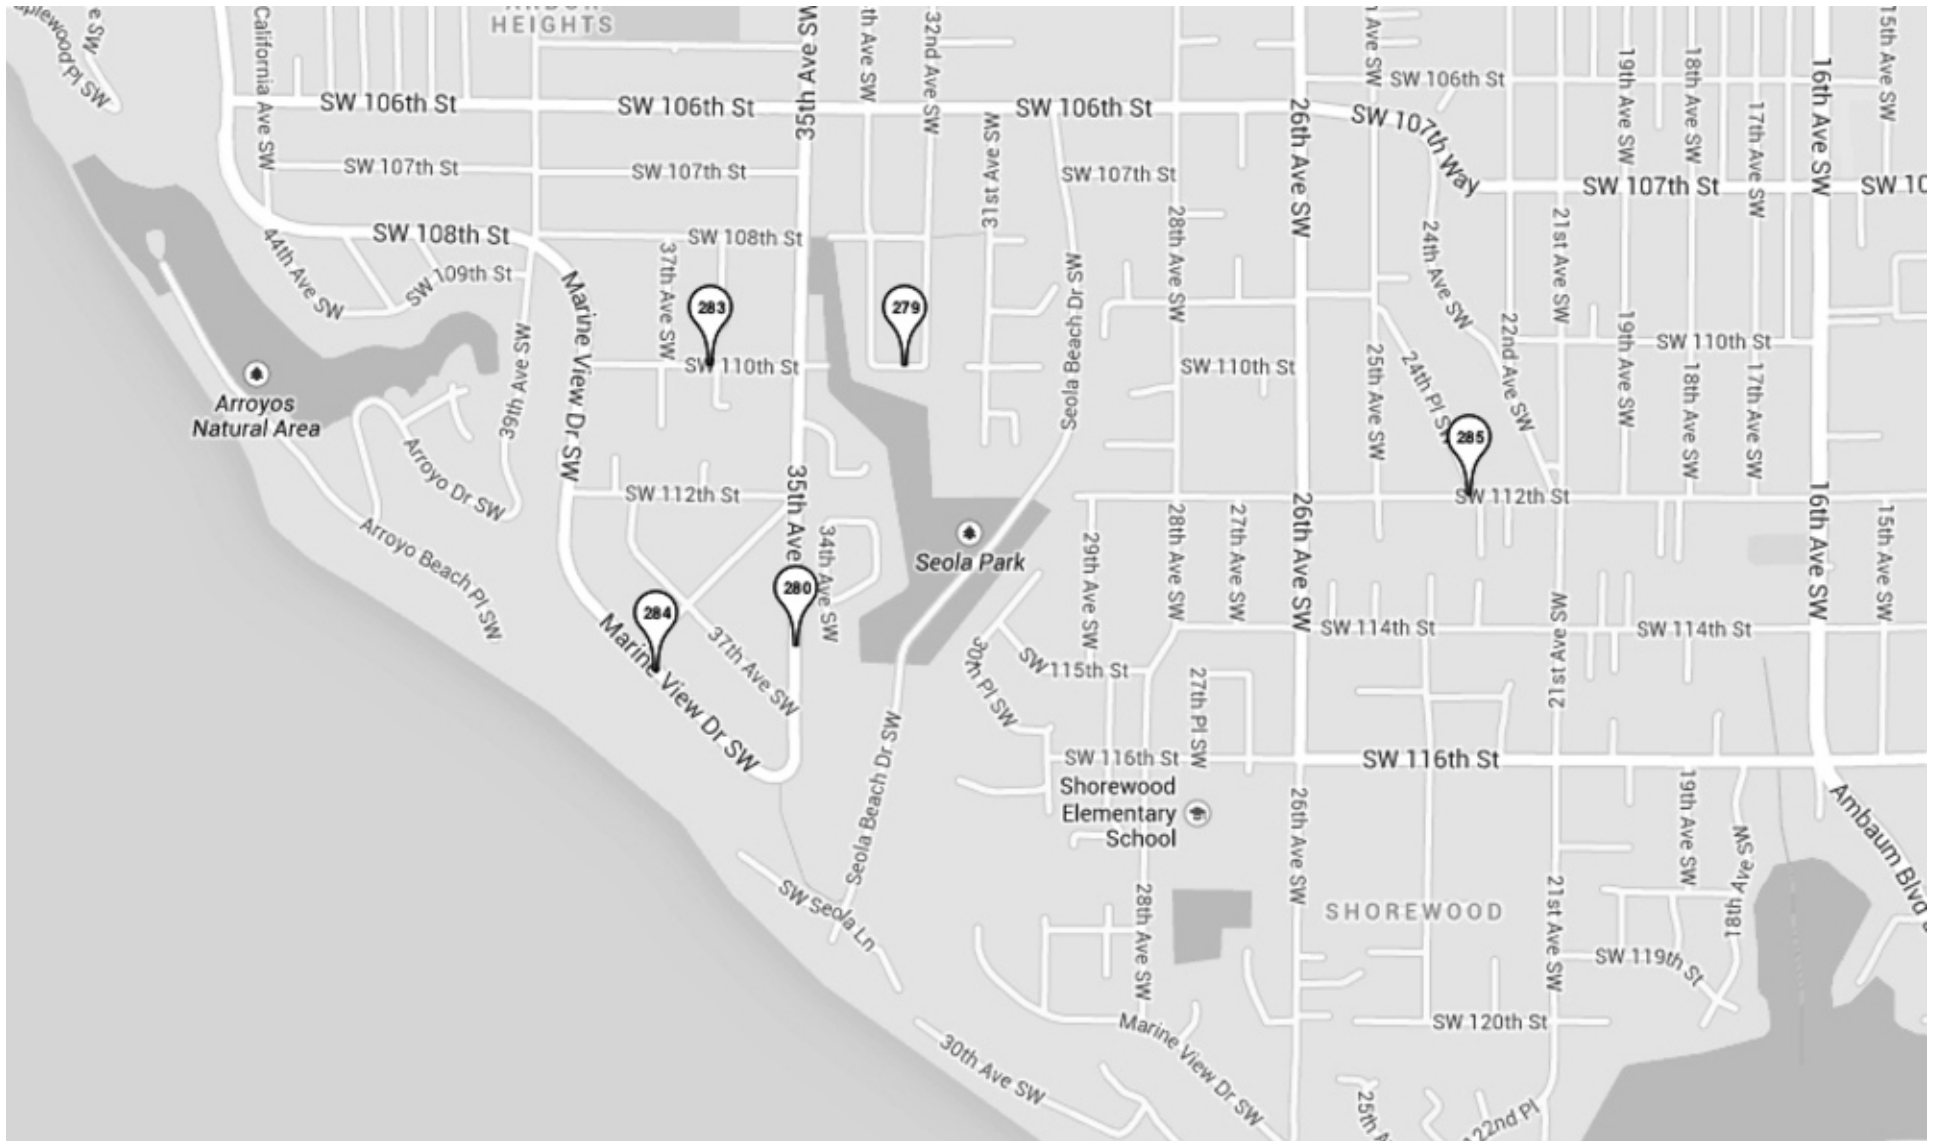 California Ave SW
HEIGHTS
35th Ave SW
32nd Ave SW
SW 106th St
15th Ave SW
SW 106th St
SW 106th St
SW 106th St
26th Ave SW
SW 107th Way
19th Ave SW
18th Ave SW
17th Ave SW
16th Ave SW
SW 107th St
SW 107th St
31st Ave SW
SW 107th St
SW 107th St
SW 10
44th Ave SW
SW 108th St
SW 108th St
28th Ave SW
24th Ave SW
21st Ave SW
SW 109th St
37th Ave SW
Marine View Dr SW
283
279
Seola Beach Dr SW
39th Ave SW
SW 110th St
SW 110th St
25th Ave SW
22nd Ave SW
19th Ave SW
SW 110th St
18th Ave SW
17th Ave SW
Arroyos
Natural Area
Arroyo Dr SW
285
SW 112th St
35th Ave
SW 112th St
16th Ave SW
15th Ave SW
Arroyo Beach Pl SW
34th Ave SW
Seola Park
29th Ave SW
28th Ave SW
27th Ave SW
26th Ave SW
280
284
21st Ave SW
SW 114th St
SW 114th St
Marine View Dr SW
37th Ave SW
30th Pl SW
SW 115th St
27th Pl SW
Seola Beach Dr SW
SW 116th St
SW 116th St
Shorewood
Elementary
School
26th Ave SW
19th Ave SW
18th Ave SW
Ambaum Blvd
SW Seola Ln
28th Ave SW
SHOREWOOD
21st Ave SW
SW 119th St
SW 120th St
Marine View Dr SW
30th Ave SW
25th A
22nd Pl